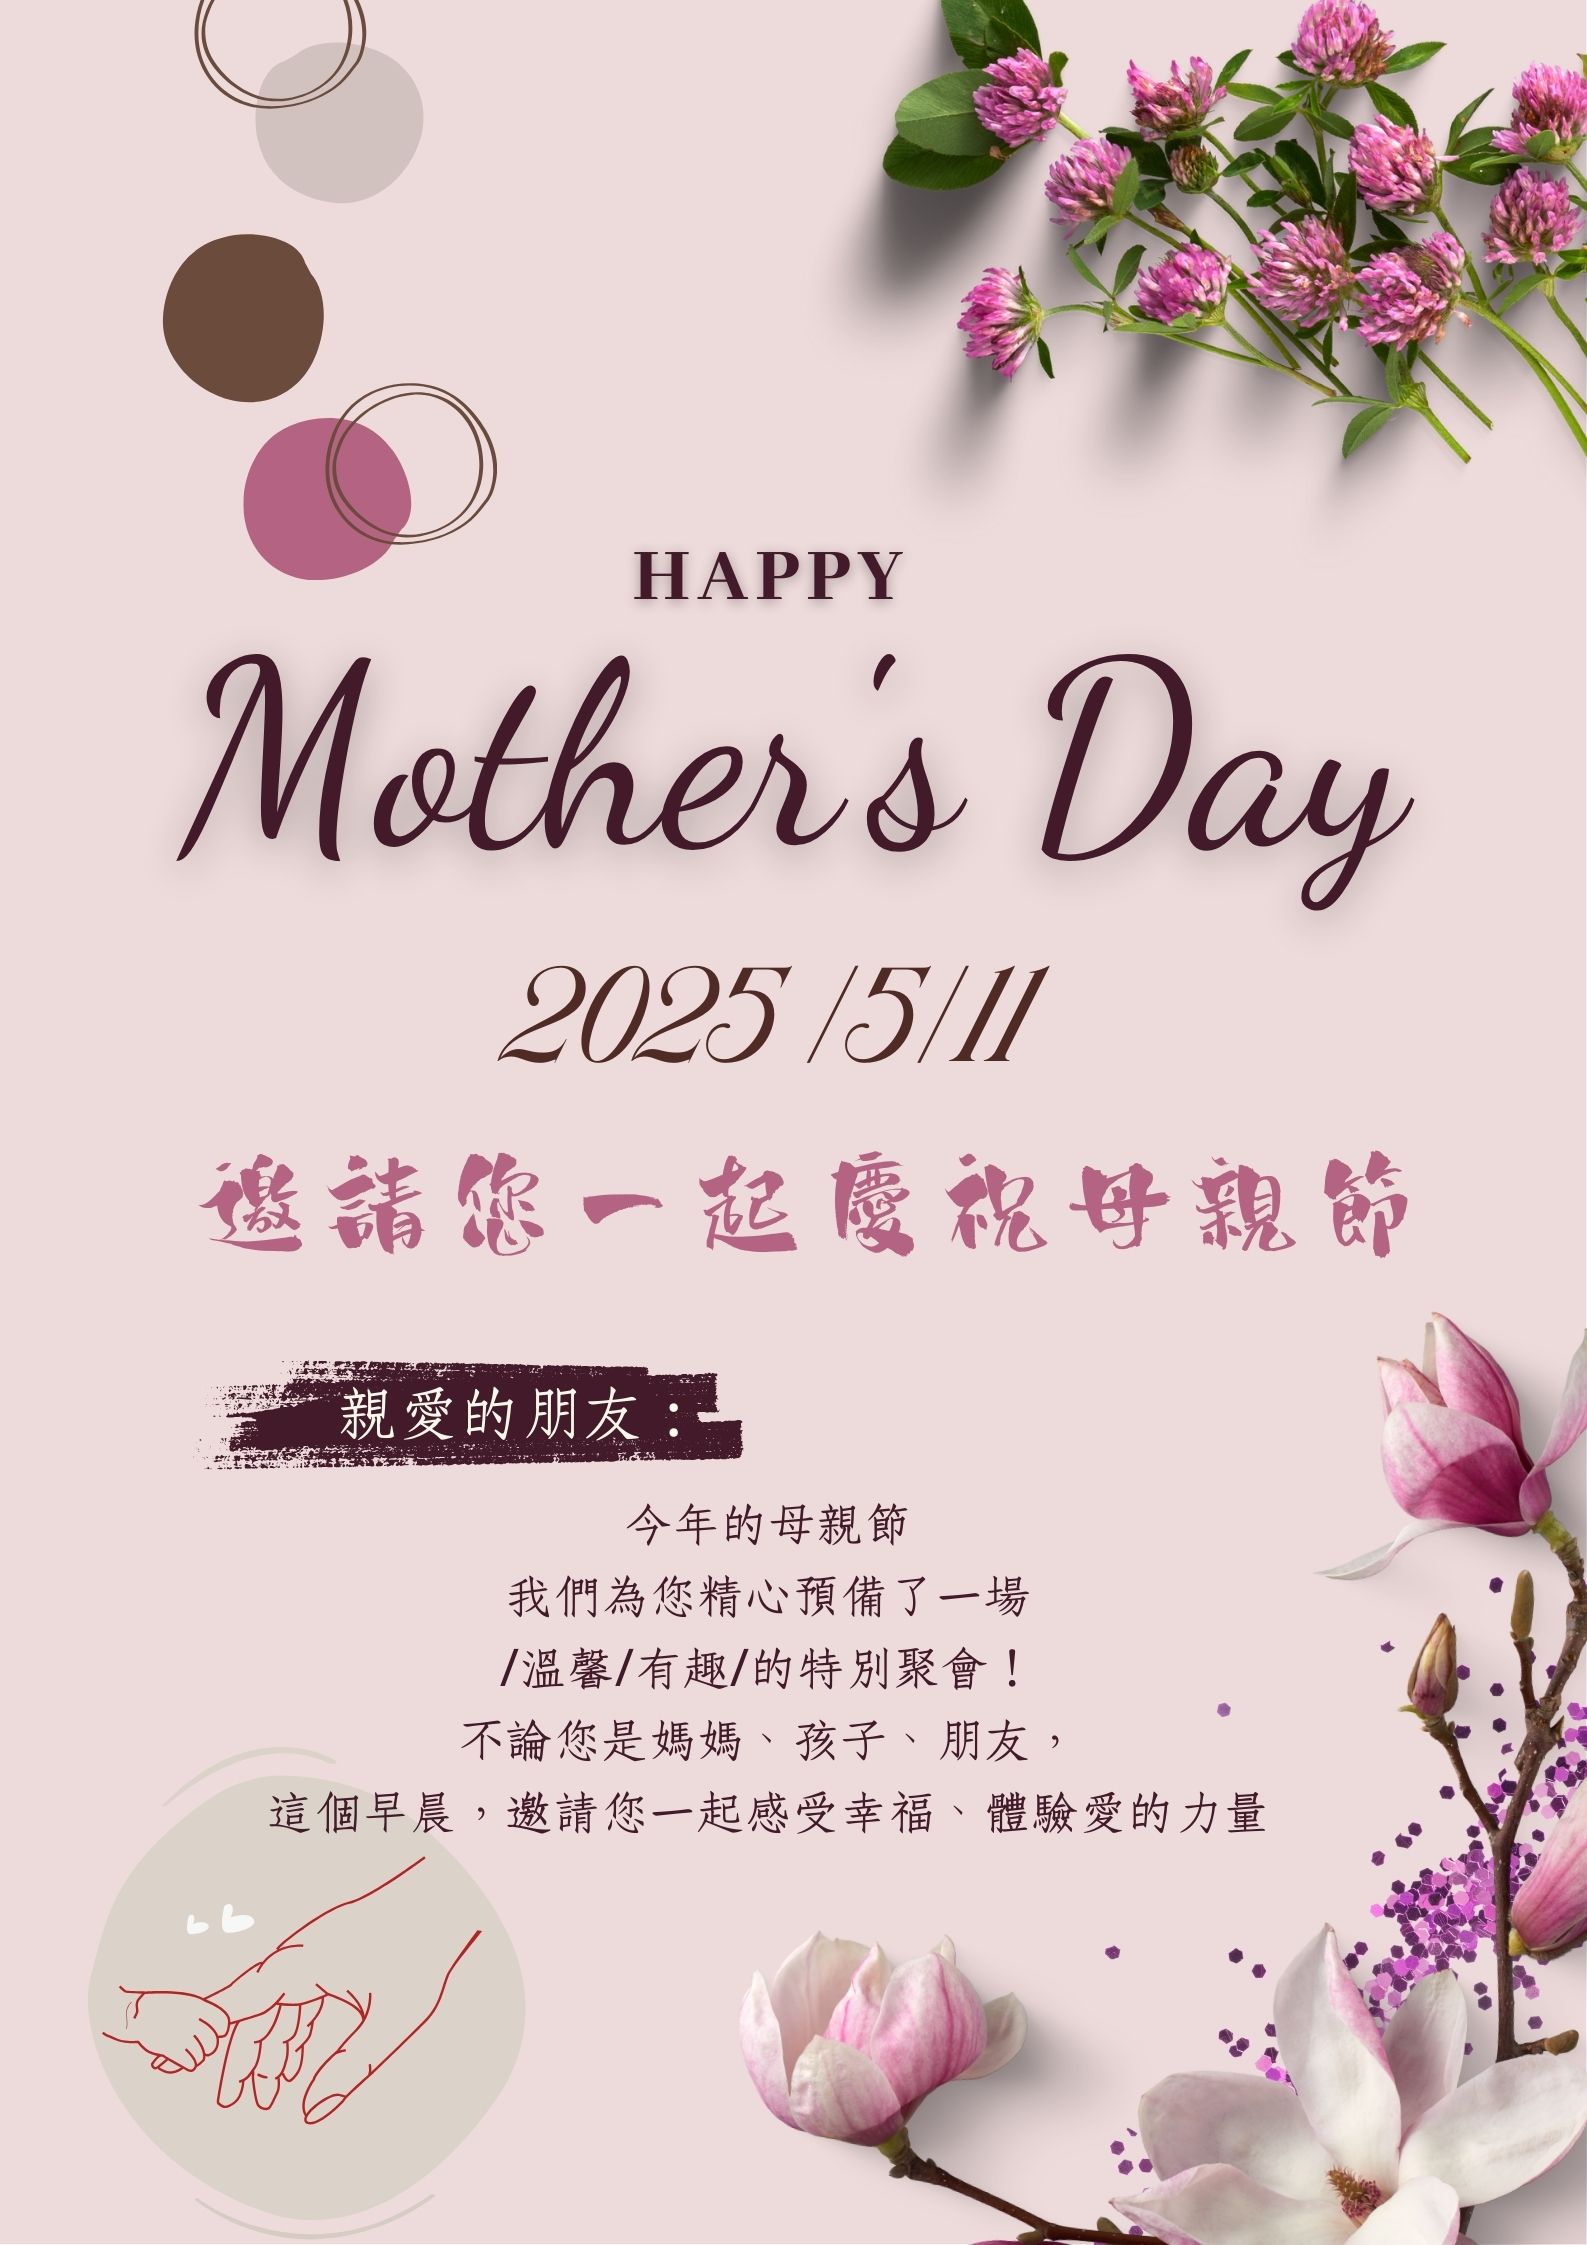 HAPPY
Mother's Day
2025 /5/11
邀請您一起慶祝母親節
親愛的朋友：
今年的母親節
我們為您精心預備了一場
/溫馨/有趣/的特別聚會！
不論您是媽媽、孩子、朋友，
這個早晨，邀請您一起感受幸福、體驗愛的力量